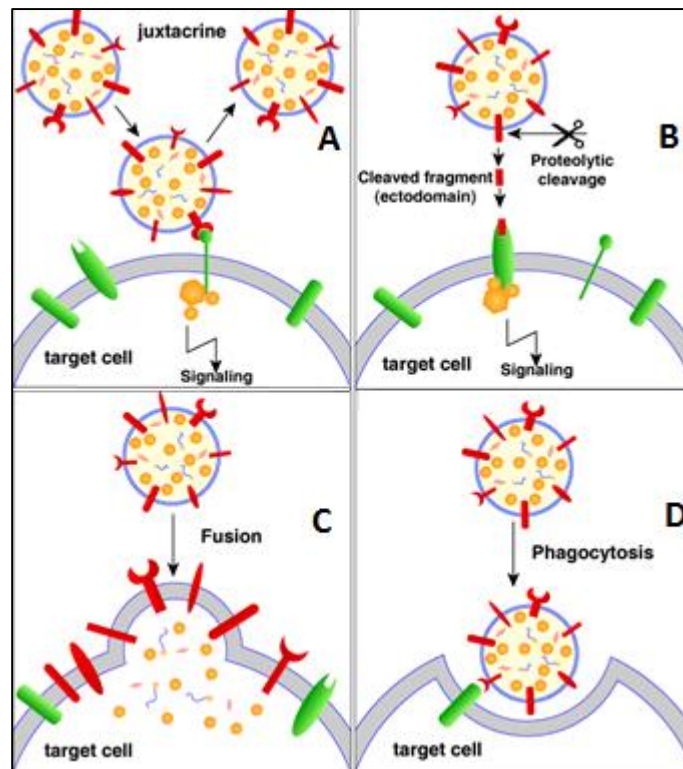 juxtacrine
A
target cell
Signaling
B
Proteolytic
cleavage
Cleaved fragment
(ectodomain)
target cell
Signaling
C
Fusion
target cell
D
Phagocytosis
target cell